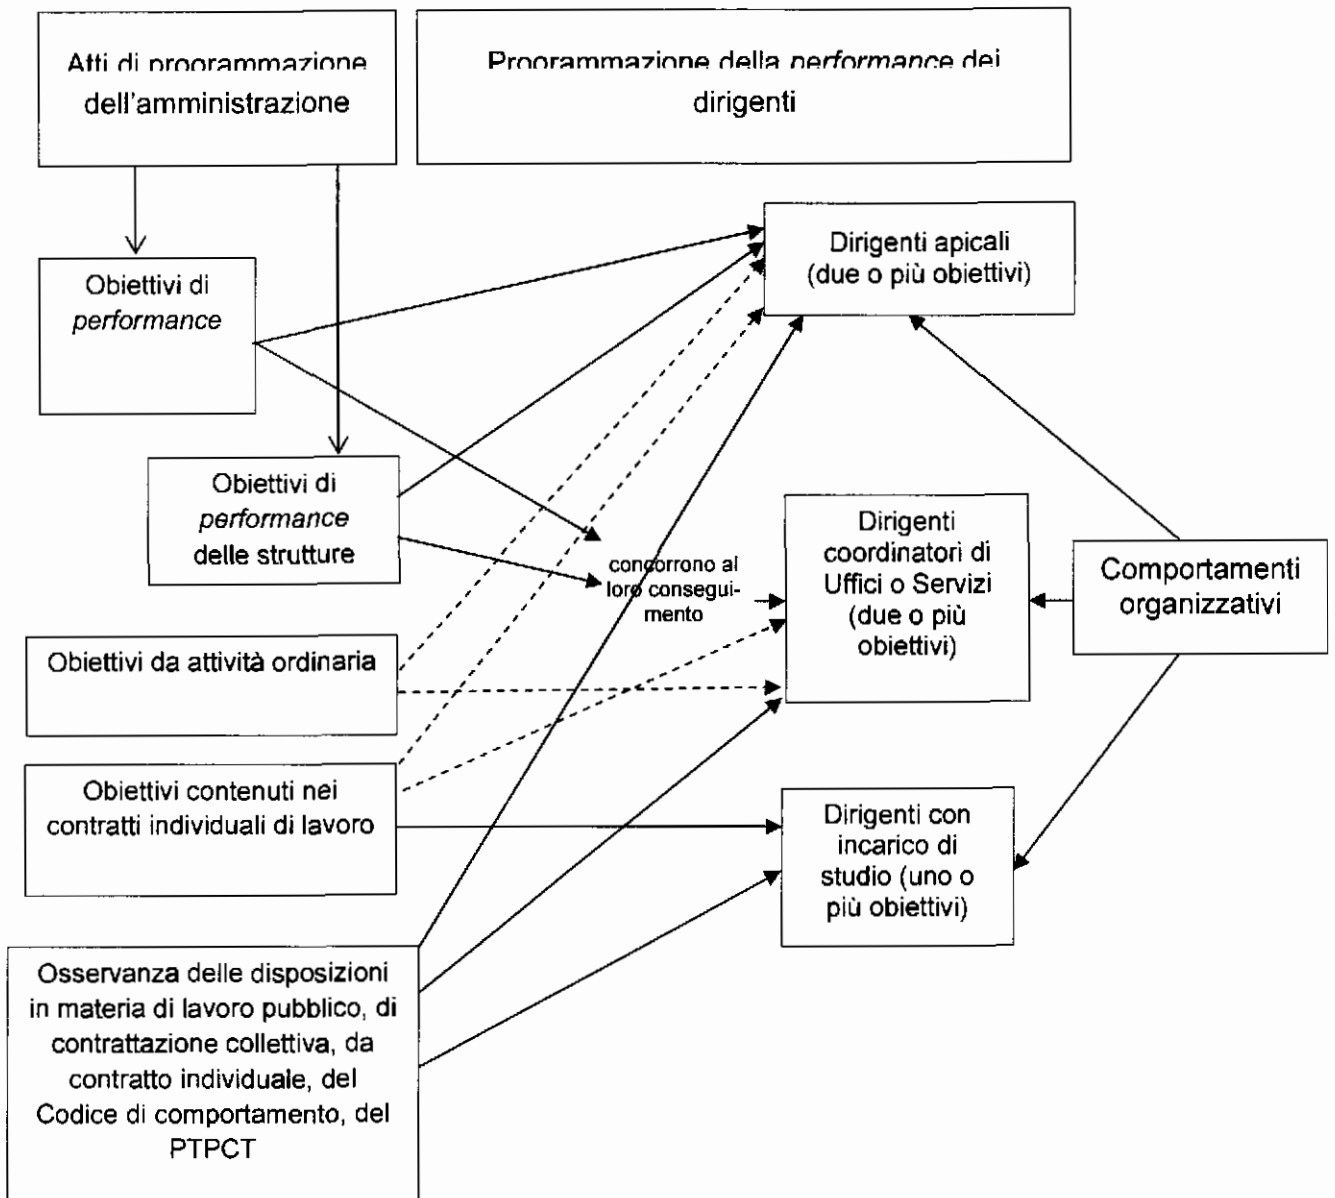 Atti di programmazione
dell'amministrazione
Programmazione della performance dei
dirigenti
Dirigenti apicali
(due o più obiettivi)
Obiettivi di
performance
Obiettivi di
performance
delle strutture
concorrono al
loro consegui-
mento
Dirigenti
coordinatori di
Uffici o Servizi
(due o più
obiettivi)
Comportamenti
organizzativi
Obiettivi da attività ordinaria
Obiettivi contenuti nei
contratti individuali di lavoro
Dirigenti con
incarico di
studio (uno o
più obiettivi)
Osservanza delle disposizioni
in materia di lavoro pubblico, di
contrattazione collettiva, da
contratto individuale, del
Codice di comportamento, del
PTPCT